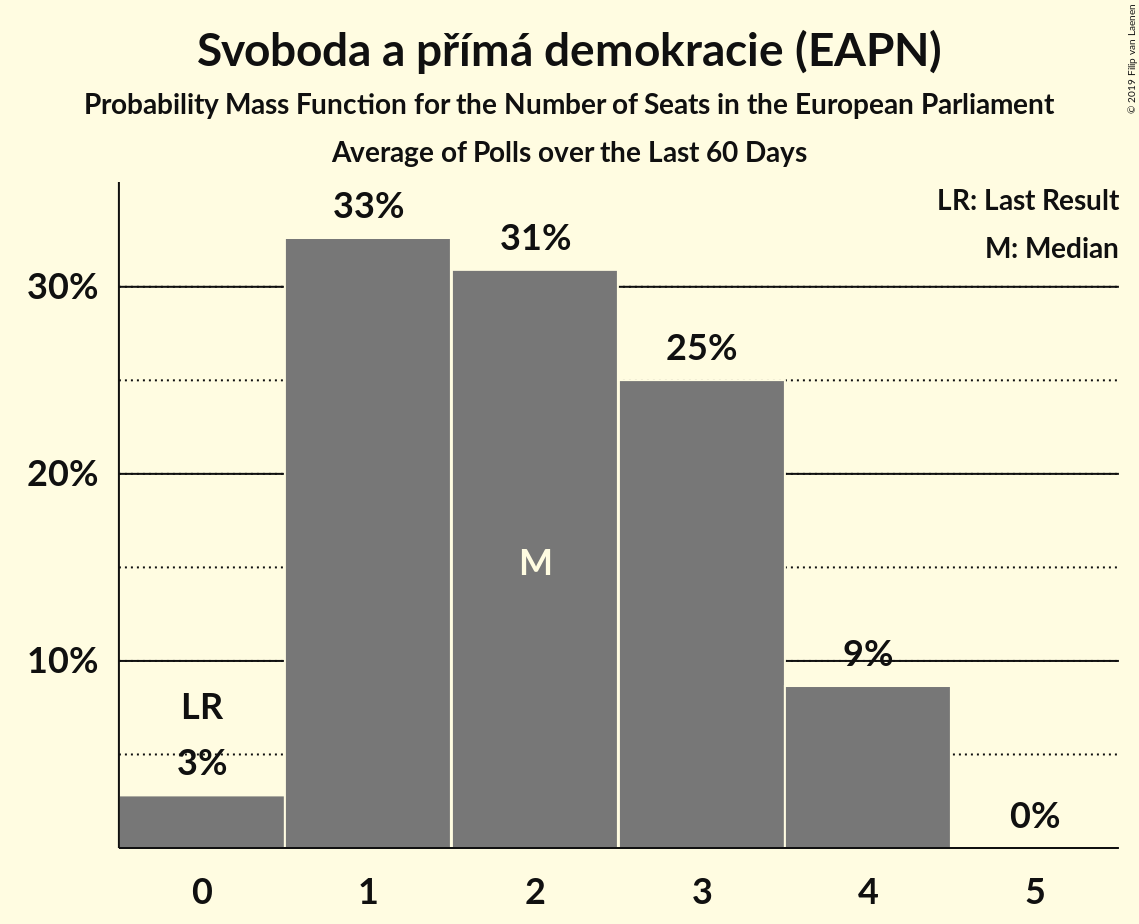 Svoboda a přímá demokracie (EAPN)
Probability Mass Function for the Number of Seats in the European Parliament
Average of Polls over the Last 60 Days
© 2019 Filip van Laenen
LR: Last Result
M: Median
33%
31%
30%
25%
20%
M
10%
9%
LR
3%
0%
0 1 2 3 4 5